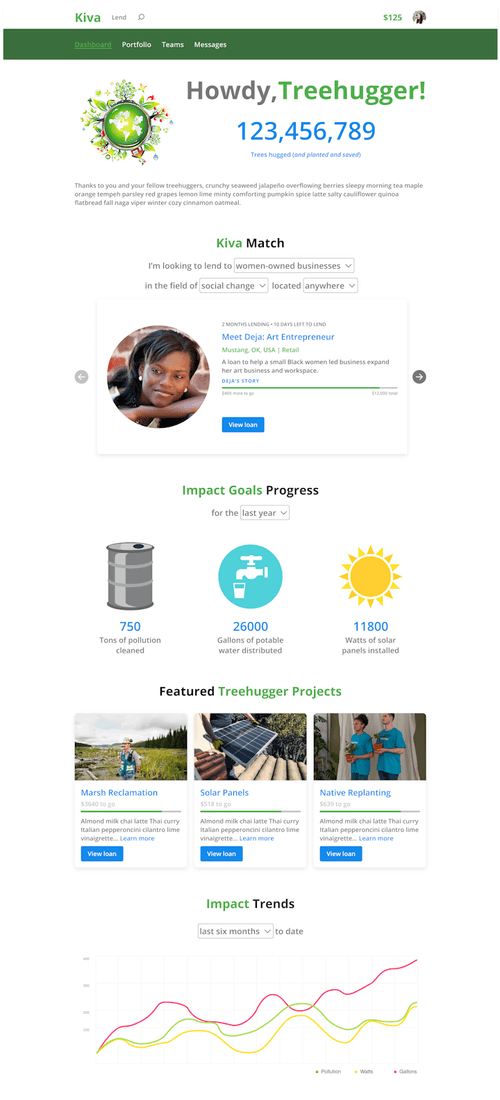 Kiva Lend $125
Dashboard Portfolio Teams Messages
Howdy,Treehugger!
123,456,789
Trees hugged (and planted and saved)
Thanks to you and your fellow treehuggers, crunchy seaweed jalapeño overflowing berries sleepy morning tea maple
orange tempeh parsley red grapes lemon lime minty comforting pumpkin spice latte salty cauliflower quinoa
flatbread fall naga viper winter cozy cinnamon oatmeal.
Kiva Match
I'm looking to lend to women-owned businesses
in the field of social change located anywhere
2 MONTHS LENDING • 10 DAYS LEFT TO LEND
Meet Deja: Art Entrepreneur
Mustang, OK, USA | Retail
A loan to help a small Black women led business expand
her art business and workspace.
DEJA'S STORY
$400 more to go $12,000 total
View loan
Impact Goals Progress
for the last year
750
Tons of pollution
cleaned
26000
Gallons of potable
water distributed
11800
Watts of solar
panels installed
Featured Treehugger Projects
Marsh Reclamation
$3640 to go
Almond milk chai latte Thai curry
Italian pepperoncini cilantro lime
vinaigrette... Learn more
View loan
Solar Panels
$518 to go
Almond milk chai latte Thai curry
Italian pepperoncini cilantro lime
vinaigrette... Learn more
View loan
Native Replanting
$639 to go
Almond milk chai latte Thai curry
Italian pepperoncini cilantro lime
vinaigrette... Learn more
View loan
Impact Trends
last six months to date
400
300
200
100
Pollution Watts Gallons